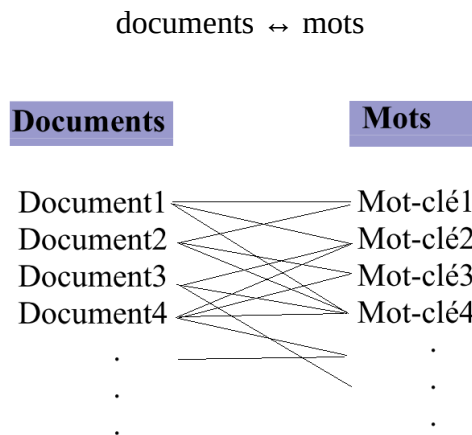 documents ↔ mots
Documents Mots
Document1 Mot-clé1
Document2 Mot-clé2
Document3 Mot-clé3
Document4 Mot-clé4
. .
. .
. .